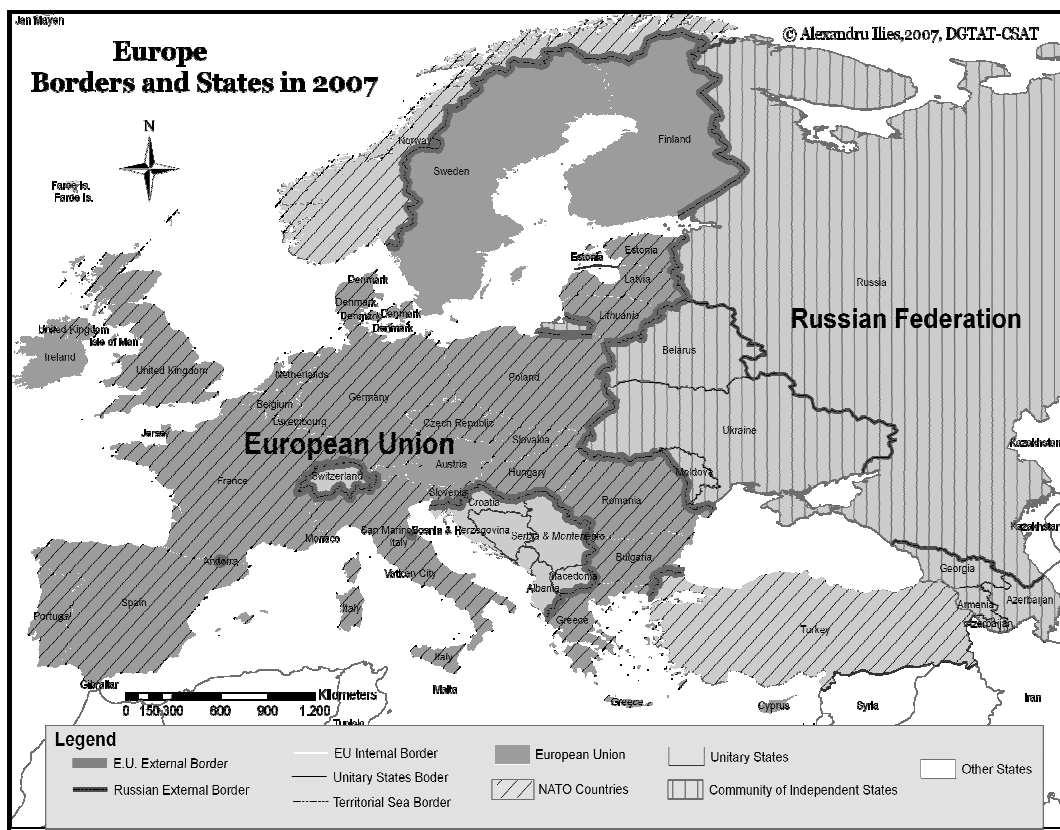 Jan Mayen
Europe
Borders and States in 2007
© Alexandru Ilies,2007, DGTAT-CSAT
N
Norway
Finland
Sweden
Faroe Is.
Faroe Is.
Estonia
Estonia
Denmark
Latvia
Russia
Denmark
Denmark
Denmark
Denmark
Lithuania
Russian Federation
United Kingdom
Isle of Man
Ireland
Belarus
United Kingdom
Netherlands
Poland
Germany
Belgium
Luxembourg
Czech Republic
Ukraine
Jersey
European Union
Slovakia
Kazakhstan
Austria
Switzerland
Hungary
Moldova
France
Slovenia
Croatia
Romania
San Marino
Bosnia & Herzegovina
Kazakhstan
Monaco
Italy
Serbia & Montenegro
Bulgaria
Andorra
Georgia
Vatican City
Macedonia
Albania
Spain
Italy
Portugal
Greece
Armenia
Azerbaijan
Azerbaijan
Turkey
Italy
Gibraltar
Malta
Kilometers
0 150 300 600 900 1.200
Greece
Cyprus
Syria
Iran
Tunisia
Legend
E.U. External Border
Russian External Border
EU Internal Border
Unitary States Boder
Territorial Sea Border
European Union
NATO Countries
Unitary States
Community of Independent States
Other States